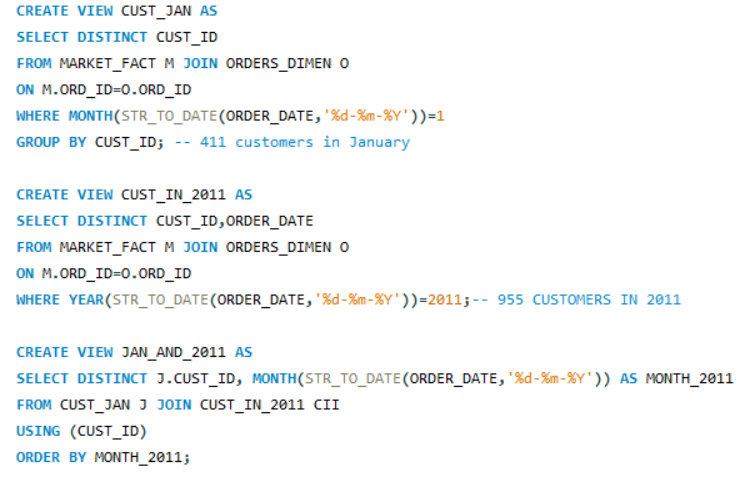 CREATE VIEW CUST_JAN AS
SELECT DISTINCT CUST_ID
FROM MARKET_FACT M JOIN ORDERS_DIMEN O
ON M.ORD_ID=O.ORD_ID
WHERE MONTH(STR_TO_DATE(ORDER_DATE,'%d-%m-%Y'))=1
GROUP BY CUST_ID; -- 411 customers in January
CREATE VIEW CUST_IN_2011 AS
SELECT DISTINCT CUST_ID,ORDER_DATE
FROM MARKET_FACT M JOIN ORDERS_DIMEN O
ON M.ORD_ID=O.ORD_ID
WHERE YEAR(STR_TO_DATE(ORDER_DATE,'%d-%m-%Y'))=2011;-- 955 CUSTOMERS IN 2011
CREATE VIEW JAN_AND_2011 AS
SELECT DISTINCT J.CUST_ID, MONTH(STR_TO_DATE(ORDER_DATE,'%d-%m-%Y')) AS MONTH_2011
FROM CUST_JAN J JOIN CUST_IN_2011 CII
USING (CUST_ID)
ORDER BY MONTH_2011;